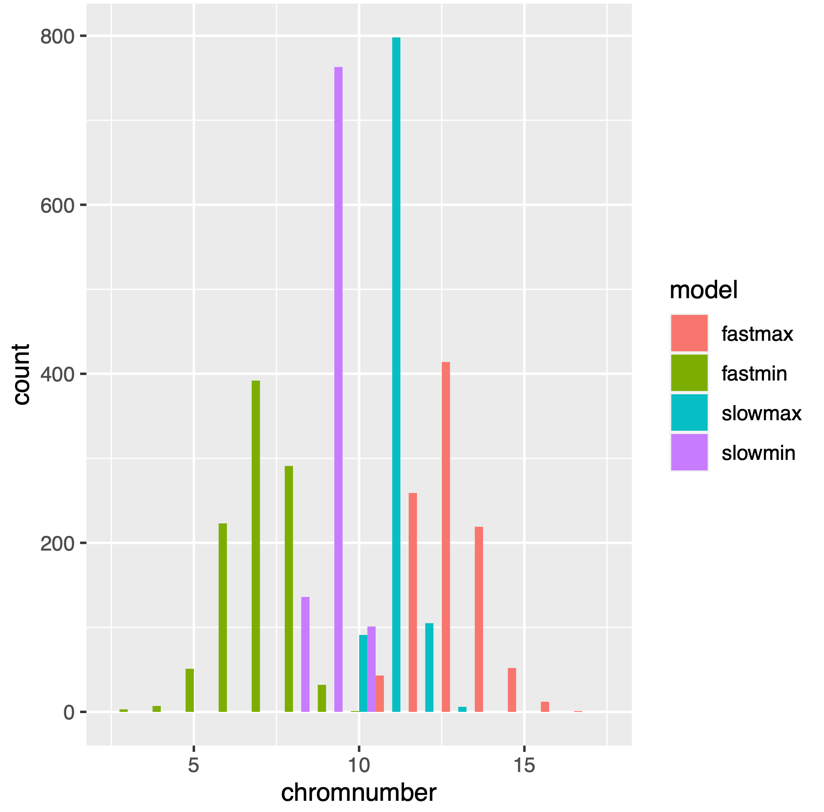 800
600
400
200
0
count
5 10 15
chromnumber
model
fastmax
fastmin
slowmax
slowmin